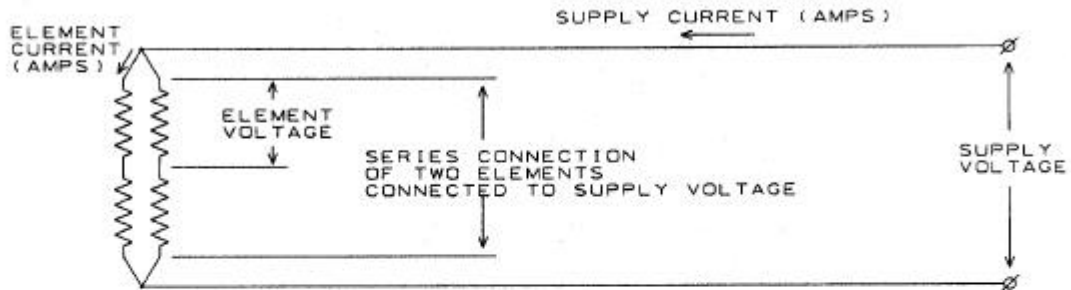 SUPPLY CURRENT (AMPS)
ELEMENT
CURRENT
(AMPS)
ELEMENT
VOLTAGE
SERIES CONNECTION
OF TWO ELEMENTS
CONNECTED TO SUPPLY VOLTAGE
SUPPLY
VOLTAGE